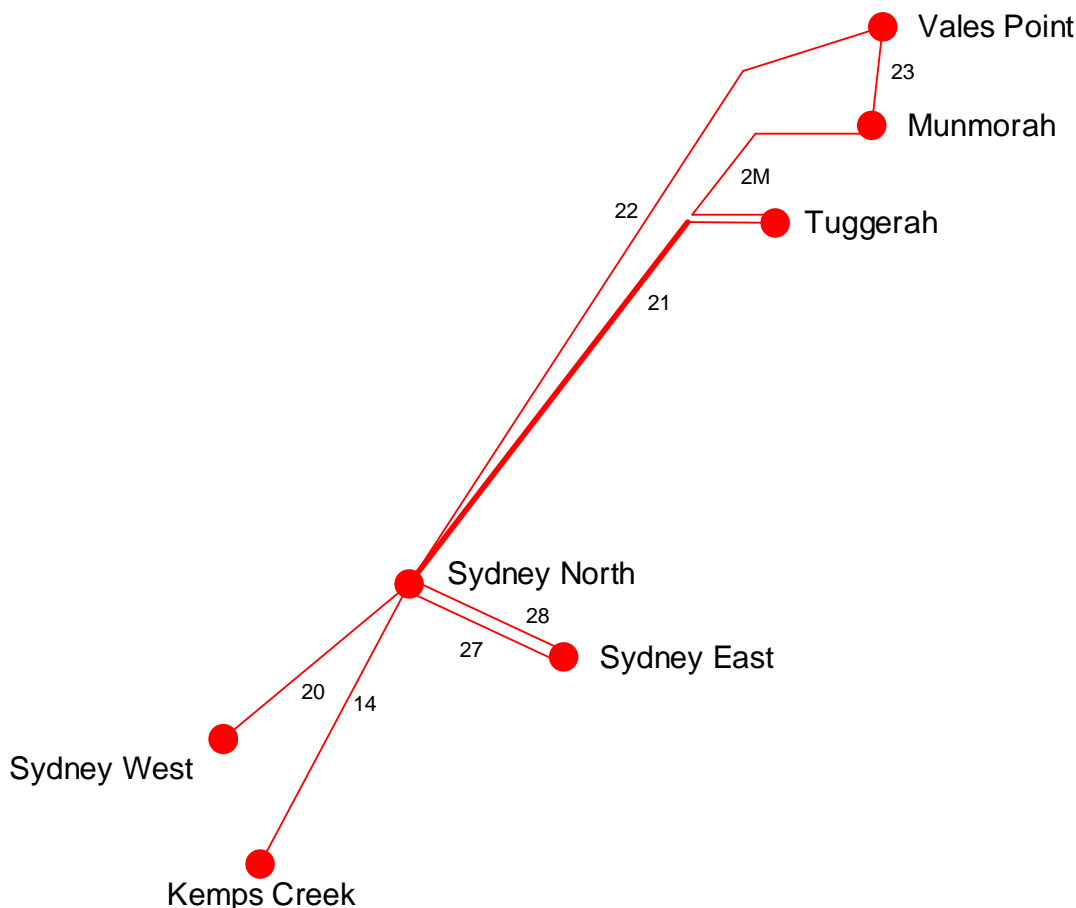 Vales Point
23
Munmorah
2M
22
Tuggerah
21
Sydney North
28
27
Sydney East
20
14
Sydney West
Kemps Creek